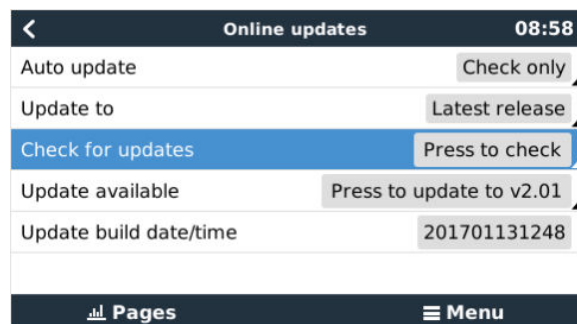 Online updates 08:58
Auto update Check only
Update to Latest release
Check for updates Press to check
Update available Press to update to v2.01
Update build date/time 201701131248
Pages Menu